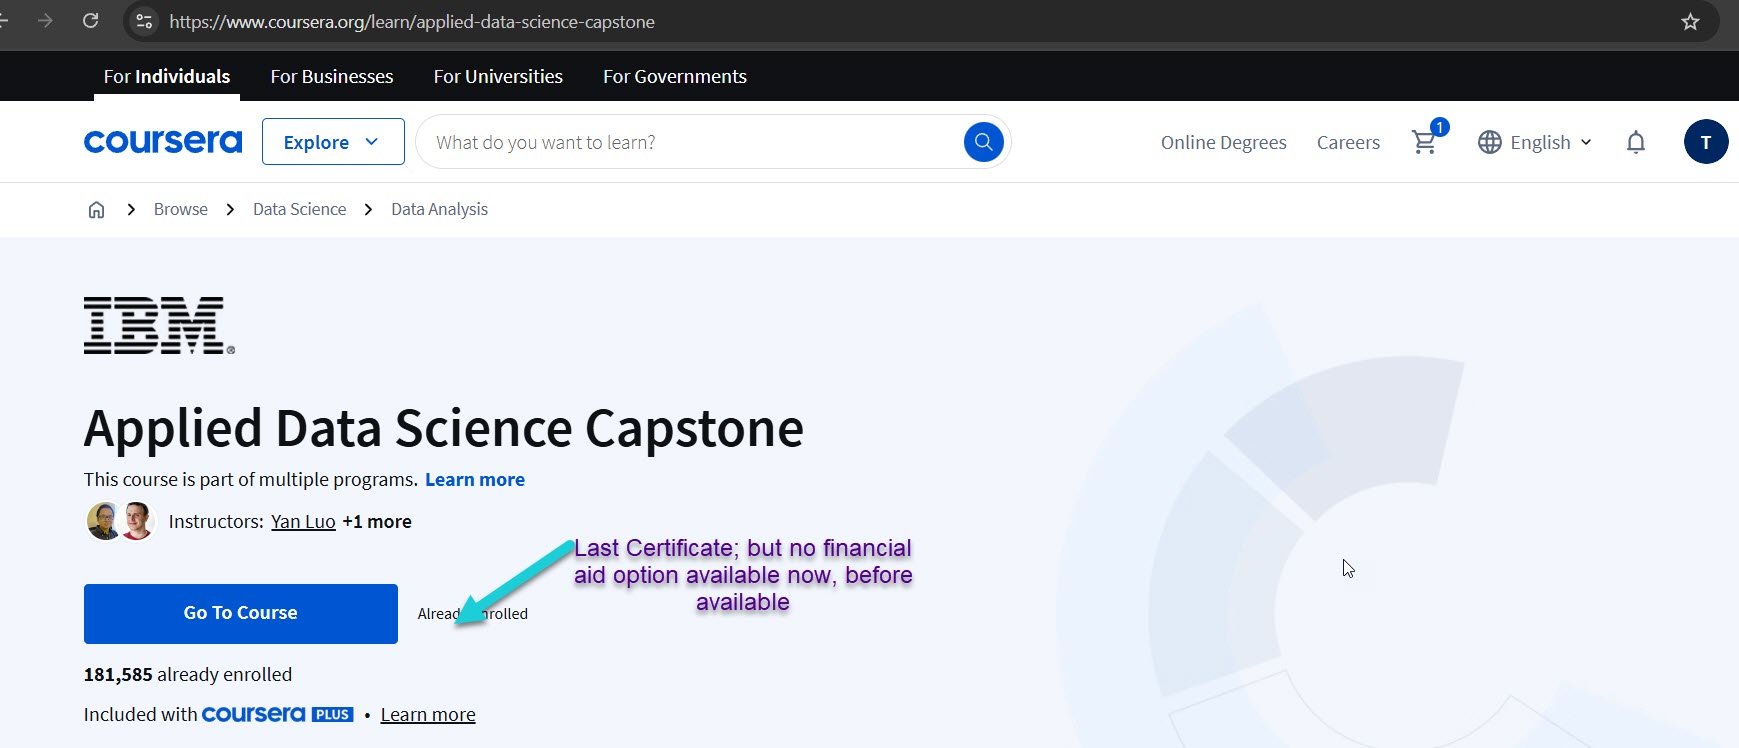 https://www.coursera.org/learn/applied-data-science-capstone
For Individuals For Businesses For Universities For Governments
coursera Explore What do you want to learn? Online Degrees Careers 1 English T
Browse Data Science Data Analysis
IBM®
Applied Data Science Capstone
This course is part of multiple programs. Learn more
Instructors: Yan Luo +1 more
Last Certificate; but no financial
aid option available now, before
available
Go To Course
181,585 already enrolled
Included with coursera PLUS • Learn more